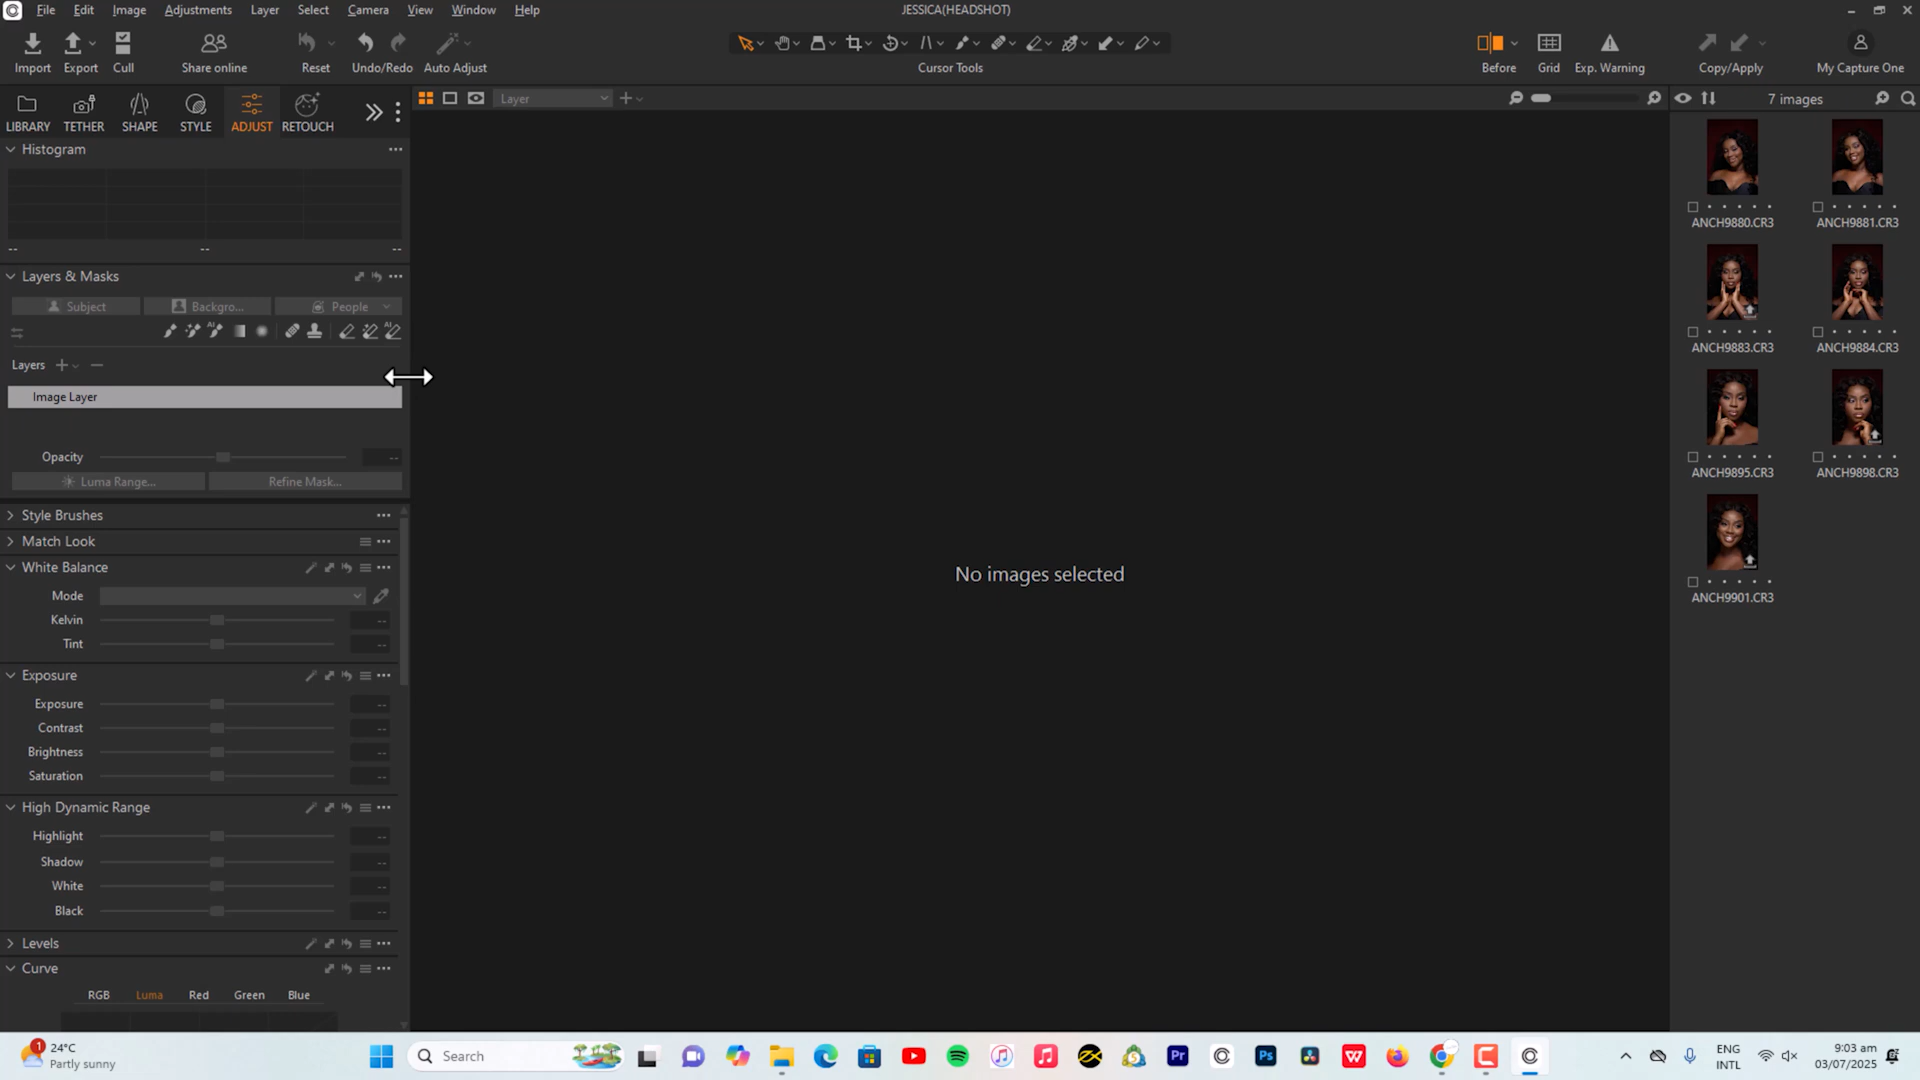 File Edit Image Adjustments Layer Select Camera View Window Help
JESSICA(HEADSHOT)
Import Export Cull Share online Reset Undo/Redo Auto Adjust Cursor Tools Before Grid Exp. Warning Copy/Apply My Capture One
LIBRARY TETHER SHAPE STYLE ADJUST RETOUCH
Layer
7 images
Histogram
-- -- --
Layers & Masks
Subject Backgro... People
Layers
Image Layer
Opacity --
Luma Range... Refine Mask...
Style Brushes
Match Look
White Balance
Mode
Kelvin --
Tint --
Exposure
Exposure --
Contrast --
Brightness --
Saturation --
High Dynamic Range
Highlight --
Shadow --
White --
Black --
Levels
Curve
RGB Luma Red Green Blue
No images selected
ANCH9880.CR3 ANCH9881.CR3
ANCH9883.CR3 ANCH9884.CR3
ANCH9895.CR3 ANCH9898.CR3
ANCH9901.CR3
1
24°C
Partly sunny
Search
Pr
Ps
ENG
INTL
9:03 am
03/07/2025